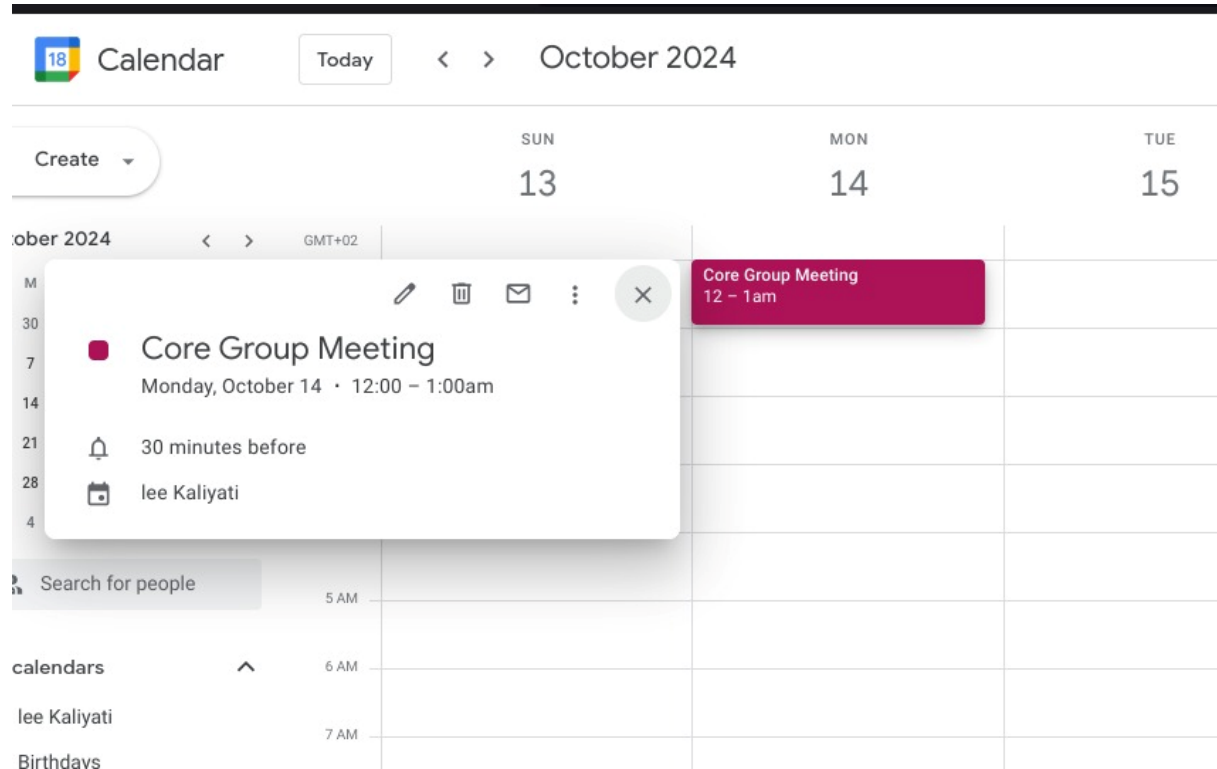 18 Calendar Today October 2024
SUN MON TUE
Create
13 14 15
ober 2024 GMT+02
M
30
7
14
21
28
4
Core Group Meeting
Monday, October 14 · 12:00 – 1:00am
30 minutes before
lee Kaliyati
Core Group Meeting
12 – 1am
Search for people
5 AM
calendars
6 AM
lee Kaliyati
7 AM
Birthdays